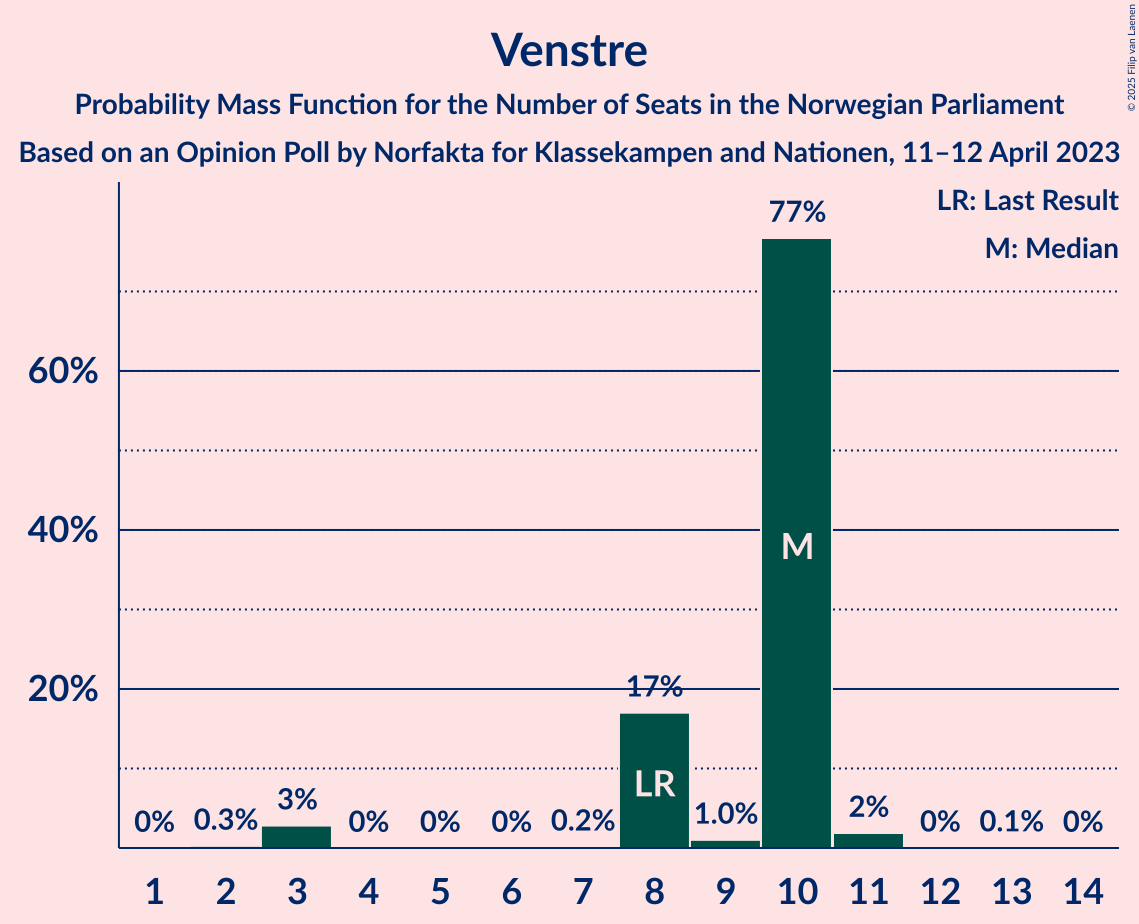 Venstre
Probability Mass Function for the Number of Seats in the Norwegian Parliament
Based on an Opinion Poll by Norfakta for Klassekampen and Nationen, 11–12 April 2023
© 2025 Filip van Laenen
LR: Last Result
M: Median
77%
60%
40%
20%
M
17%
LR
0% 0.3% 3% 0% 0% 0% 0.2% 1.0% 2% 0% 0.1% 0%
1 2 3 4 5 6 7 8 9 10 11 12 13 14